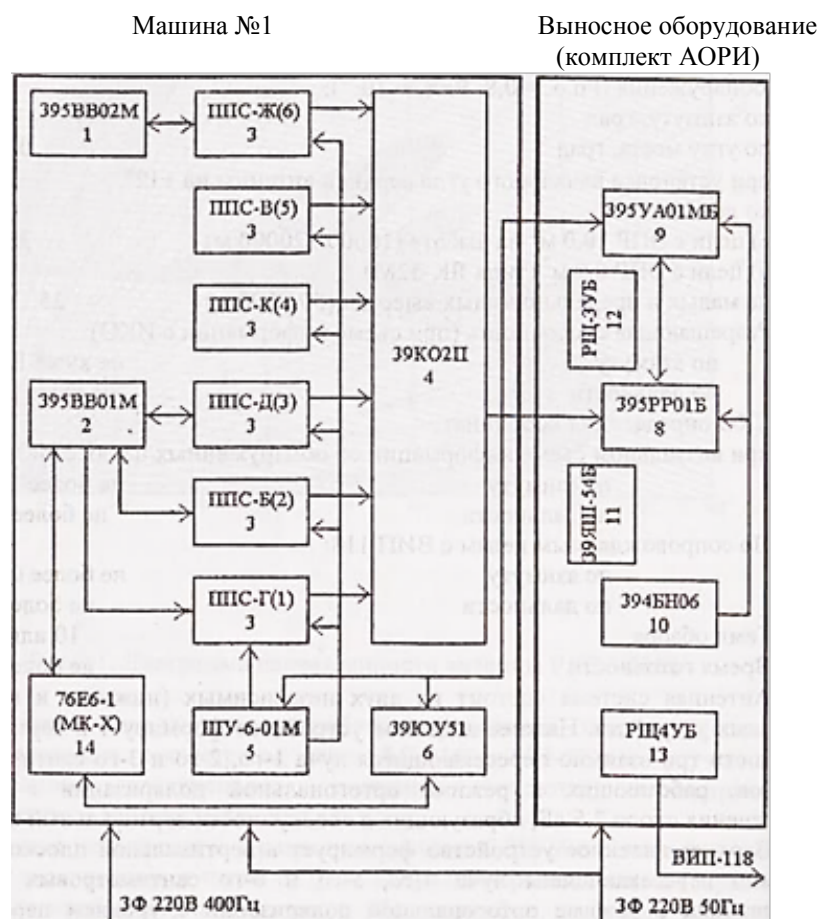 Машина №1
Выносное оборудование
(комплект АОРИ)
395ВВ02М
1
ППС-Ж(6)
3
ППС-В(5)
3
ППС-К(4)
3
395ВВ01М
2
ППС-Д(3)
3
ППС-Б(2)
3
ППС-Г(1)
3
76Е6-1
(МК-Х)
14
ШУ-6-01М
5
39ЮУ51
6
39КО2П
4
395УА01МБ
9
РЩ-37УБ
12
395РР01Б
8
39ЯШ-54Б
11
394БН06
10
РЩ4УБ
13
ВИП-118
3Ф 220В 400Гц
3Ф 220В 50Гц